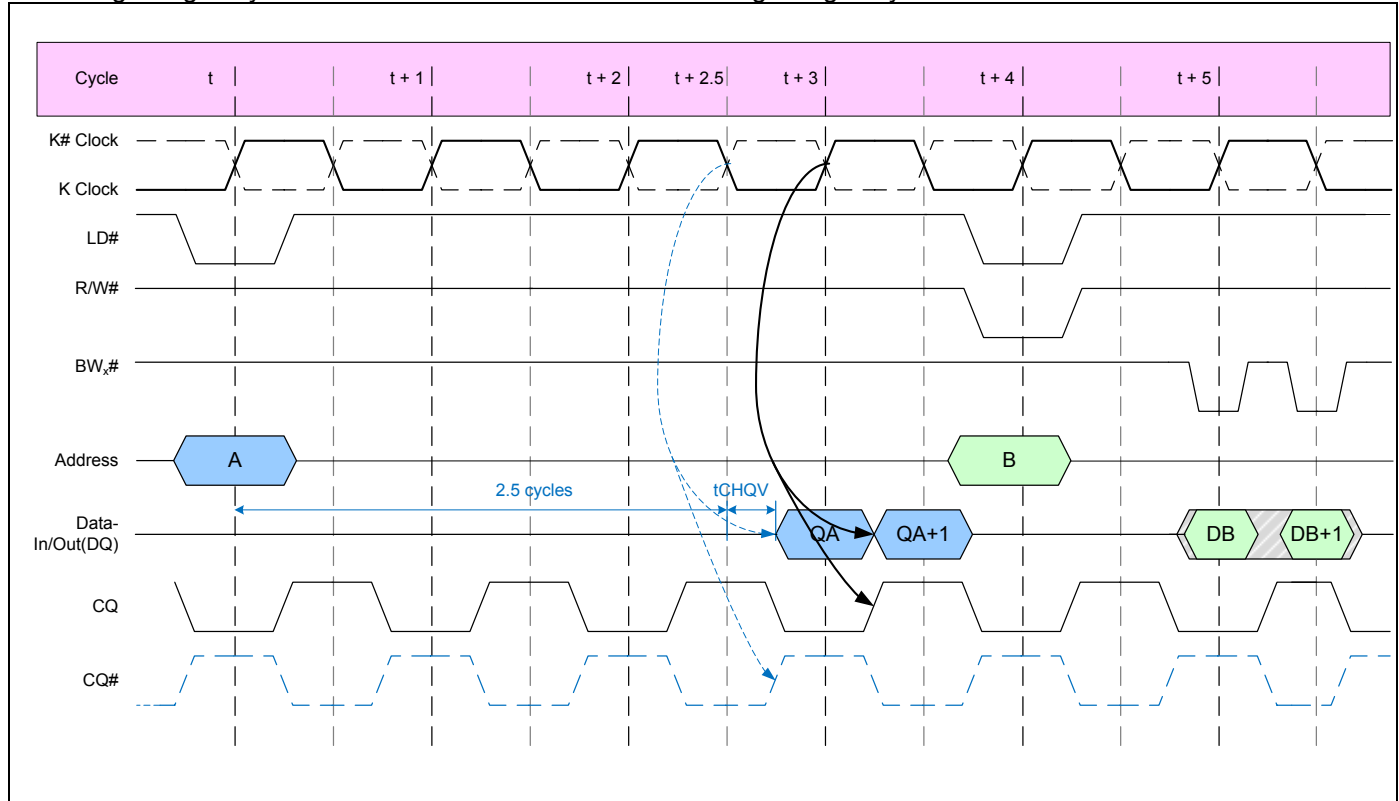 Cycle t t + 1 t + 2 t + 2.5 t + 3 t + 4 t + 5
K# Clock
K Clock
LD#
R/W#
BWx#
Address A B
2.5 cycles tCHQV
Data-
In/Out(DQ) QA QA+1 DB DB+1
CQ
CQ#